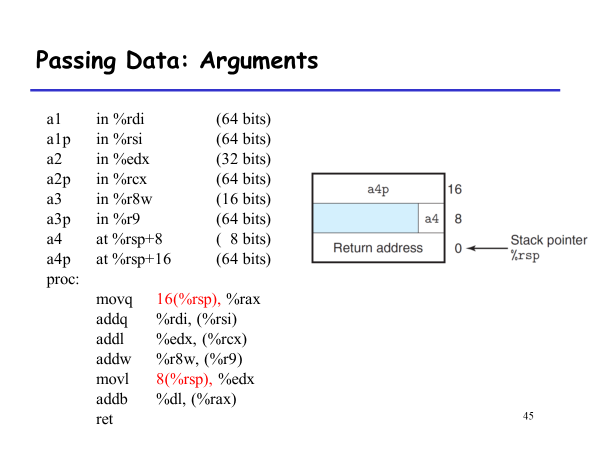 Passing Data: Arguments
a1 in %rdi (64 bits)
a1p in %rsi (64 bits)
a2 in %edx (32 bits)
a2p in %rcx (64 bits)
a3 in %r8w (16 bits)
a3p in %r9 (64 bits)
a4 at %rsp+8 ( 8 bits)
a4p at %rsp+16 (64 bits)
proc:
movq 16(%rsp), %rax
addq %rdi, (%rsi)
addl %edx, (%rcx)
addw %r8w, (%r9)
movl 8(%rsp), %edx
addb %dl, (%rax)
ret
a4p 16
a4 8
Return address 0
Stack pointer
%rsp
45